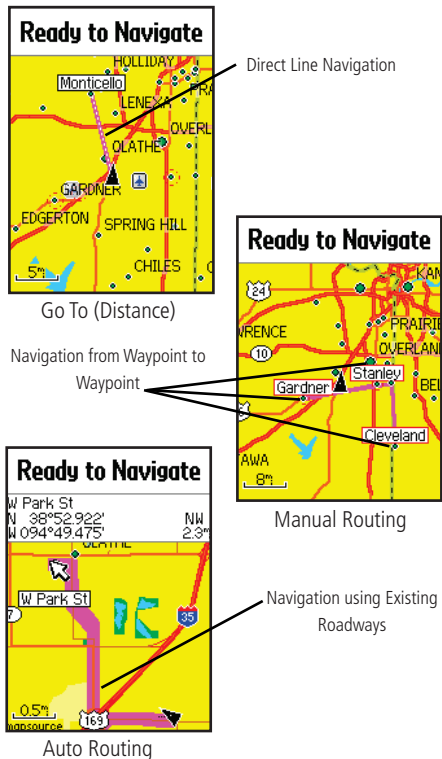 Ready to Navigate
HOLLIDAY
Monticello
LENEXA
OLATHE
GARDNER
EDGERTON
SPRING HILL
CHILES
5m
Direct Line Navigation
Go To (Distance)
Ready to Navigate
24
10
PRAIRIE
OVERLAN
Stanley
Gardner
BEL
Cleveland
AWA
8m
Navigation from Waypoint to
Waypoint
Manual Routing
Ready to Navigate
W Park St
N 38°52.922' NW
W 094°49.475' 2.3m
OLATHE
W Park St
7
35
0.5m
169
mapsource
Navigation using Existing
Roadways
Auto Routing